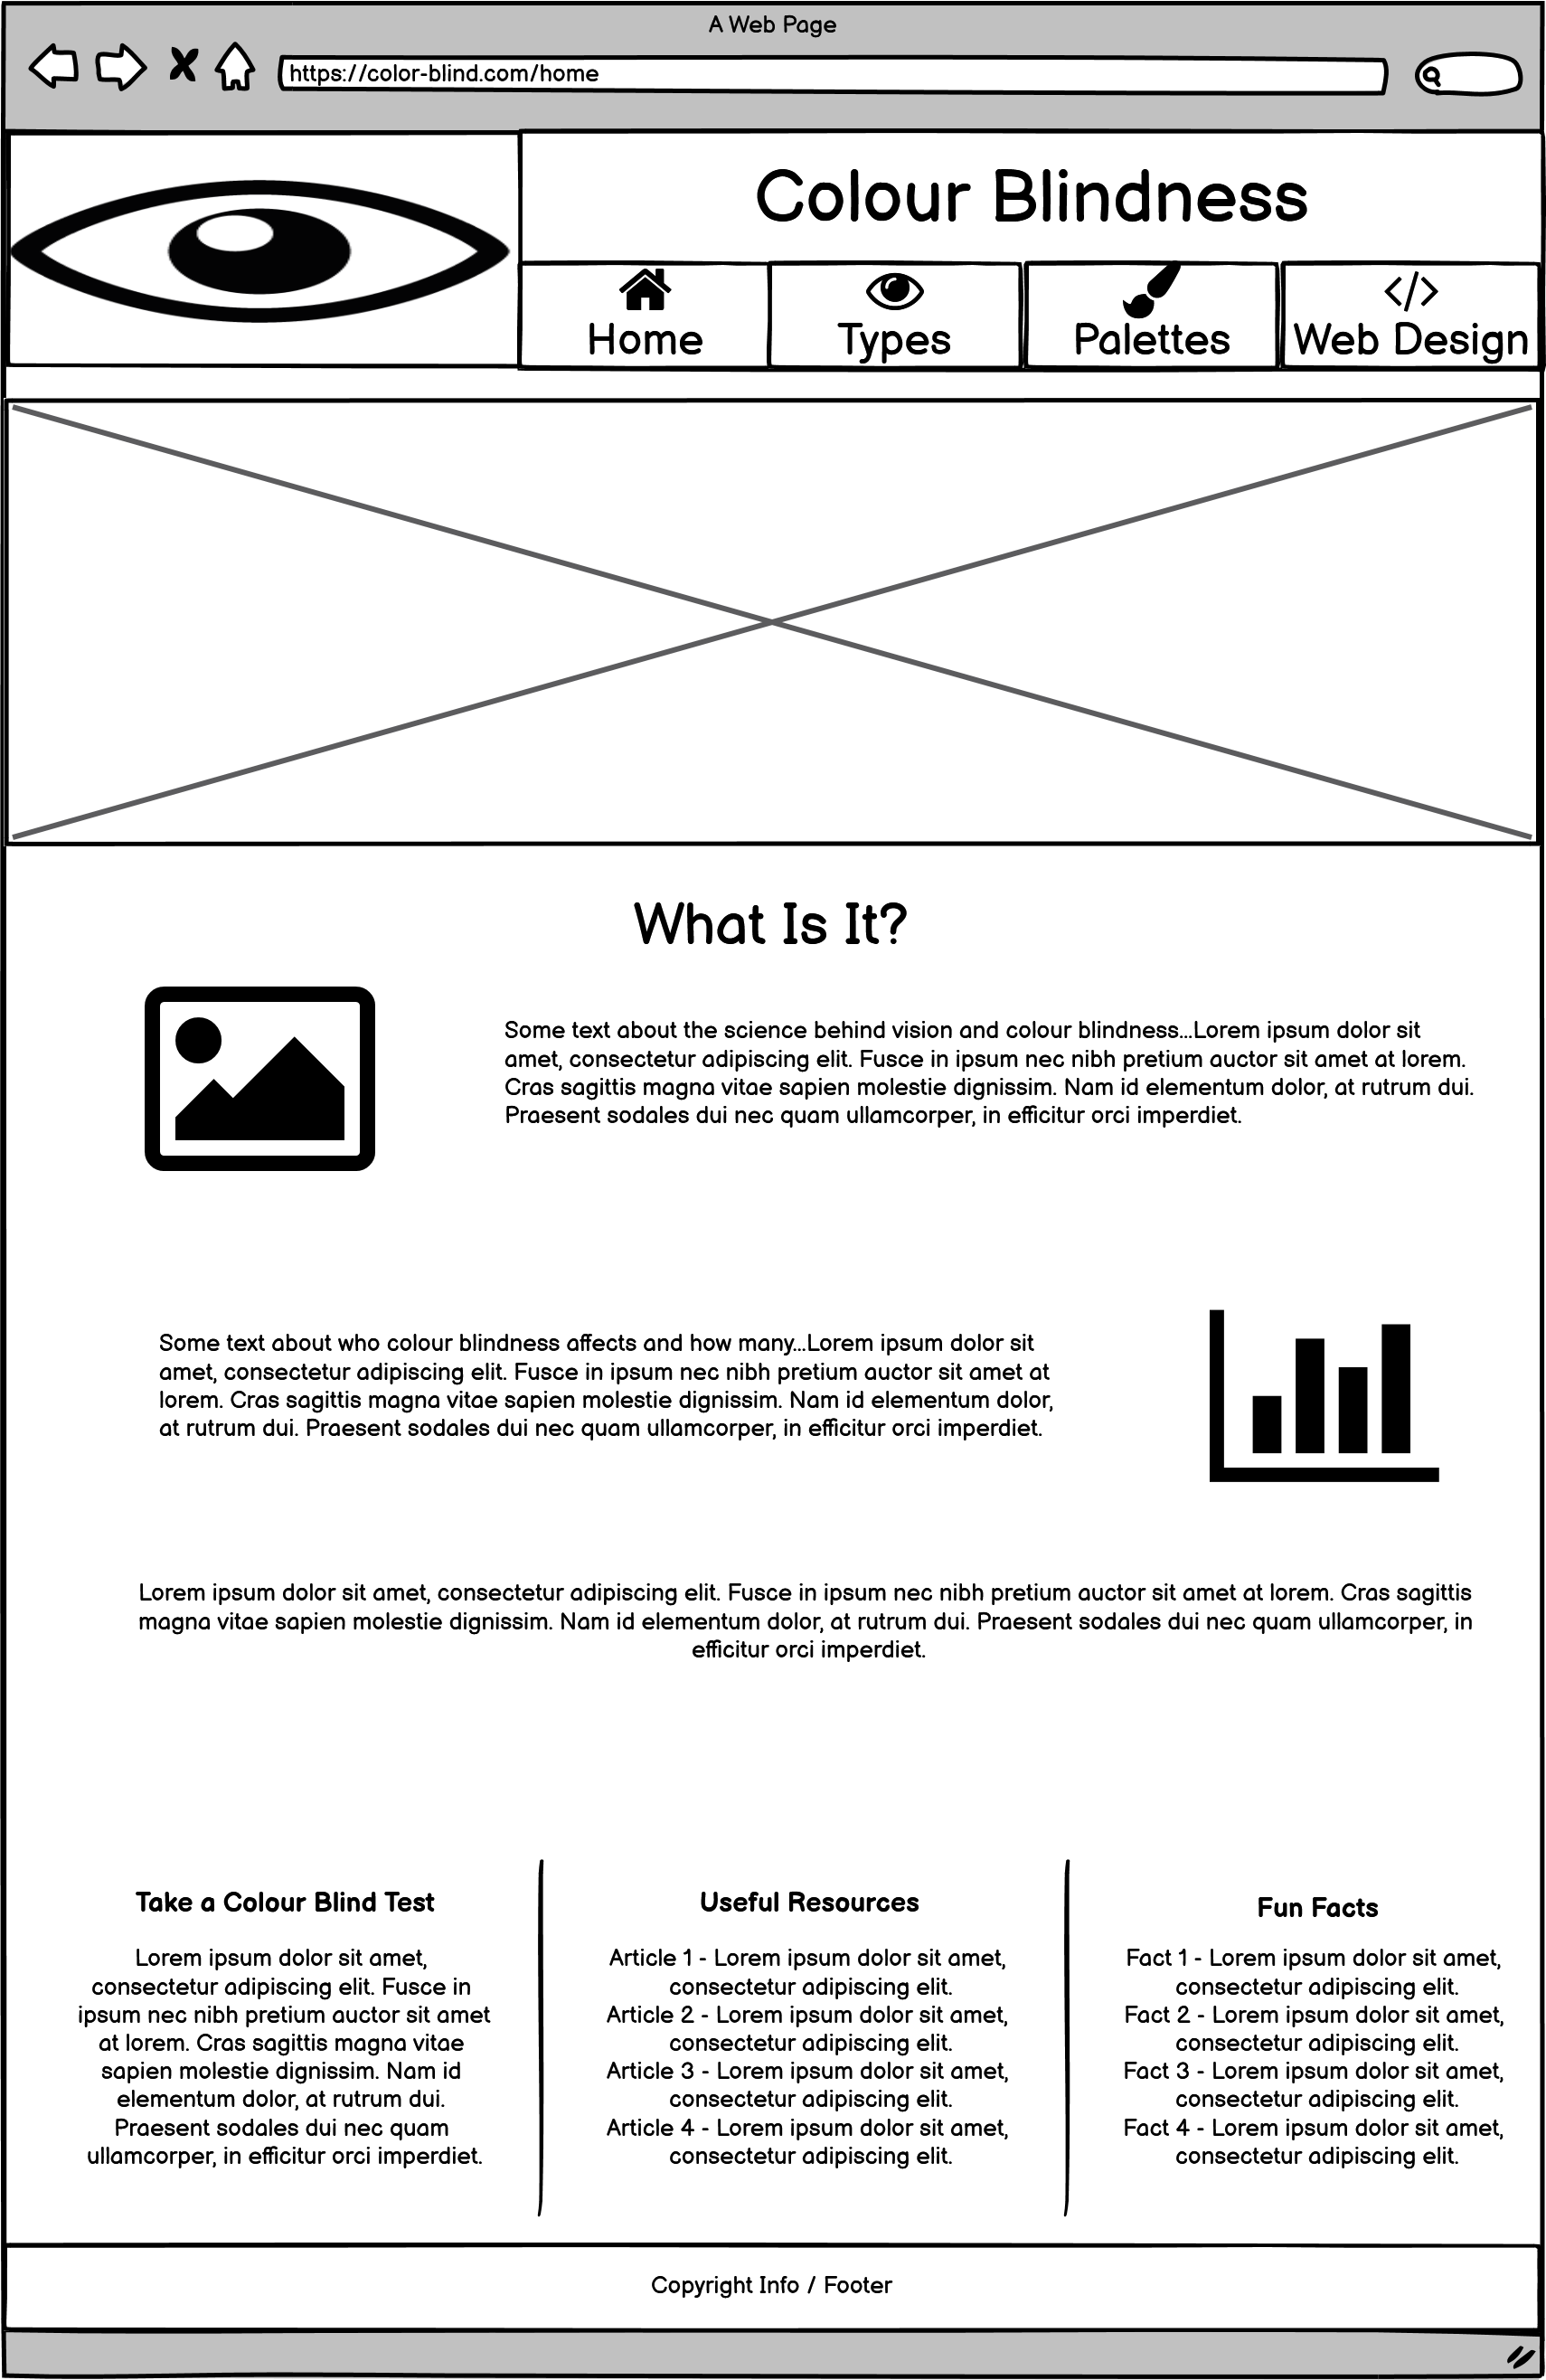 A Web Page
https://color-blind.com/home
Colour Blindness
Home
Types
Palettes
Web Design
What Is It?
Some text about the science behind vision and colour blindness...Lorem ipsum dolor sit
amet, consectetur adipiscing elit. Fusce in ipsum nec nibh pretium auctor sit amet at lorem.
Cras sagittis magna vitae sapien molestie dignissim. Nam id elementum dolor, at rutrum dui.
Praesent sodales dui nec quam ullamcorper, in efficitur orci imperdiet.
Some text about who colour blindness affects and how many...Lorem ipsum dolor sit
amet, consectetur adipiscing elit. Fusce in ipsum nec nibh pretium auctor sit amet at
lorem. Cras sagittis magna vitae sapien molestie dignissim. Nam id elementum dolor,
at rutrum dui. Praesent sodales dui nec quam ullamcorper, in efficitur orci imperdiet.
Lorem ipsum dolor sit amet, consectetur adipiscing elit. Fusce in ipsum nec nibh pretium auctor sit amet at lorem. Cras sagittis
magna vitae sapien molestie dignissim. Nam id elementum dolor, at rutrum dui. Praesent sodales dui nec quam ullamcorper, in
efficitur orci imperdiet.
Take a Colour Blind Test
Lorem ipsum dolor sit amet,
consectetur adipiscing elit. Fusce in
ipsum nec nibh pretium auctor sit amet
at lorem. Cras sagittis magna vitae
sapien molestie dignissim. Nam id
elementum dolor, at rutrum dui.
Praesent sodales dui nec quam
ullamcorper, in efficitur orci imperdiet.
Useful Resources
Article 1 - Lorem ipsum dolor sit amet,
consectetur adipiscing elit.
Article 2 - Lorem ipsum dolor sit amet,
consectetur adipiscing elit.
Article 3 - Lorem ipsum dolor sit amet,
consectetur adipiscing elit.
Article 4 - Lorem ipsum dolor sit amet,
consectetur adipiscing elit.
Fun Facts
Fact 1 - Lorem ipsum dolor sit amet,
consectetur adipiscing elit.
Fact 2 - Lorem ipsum dolor sit amet,
consectetur adipiscing elit.
Fact 3 - Lorem ipsum dolor sit amet,
consectetur adipiscing elit.
Fact 4 - Lorem ipsum dolor sit amet,
consectetur adipiscing elit.
Copyright Info / Footer